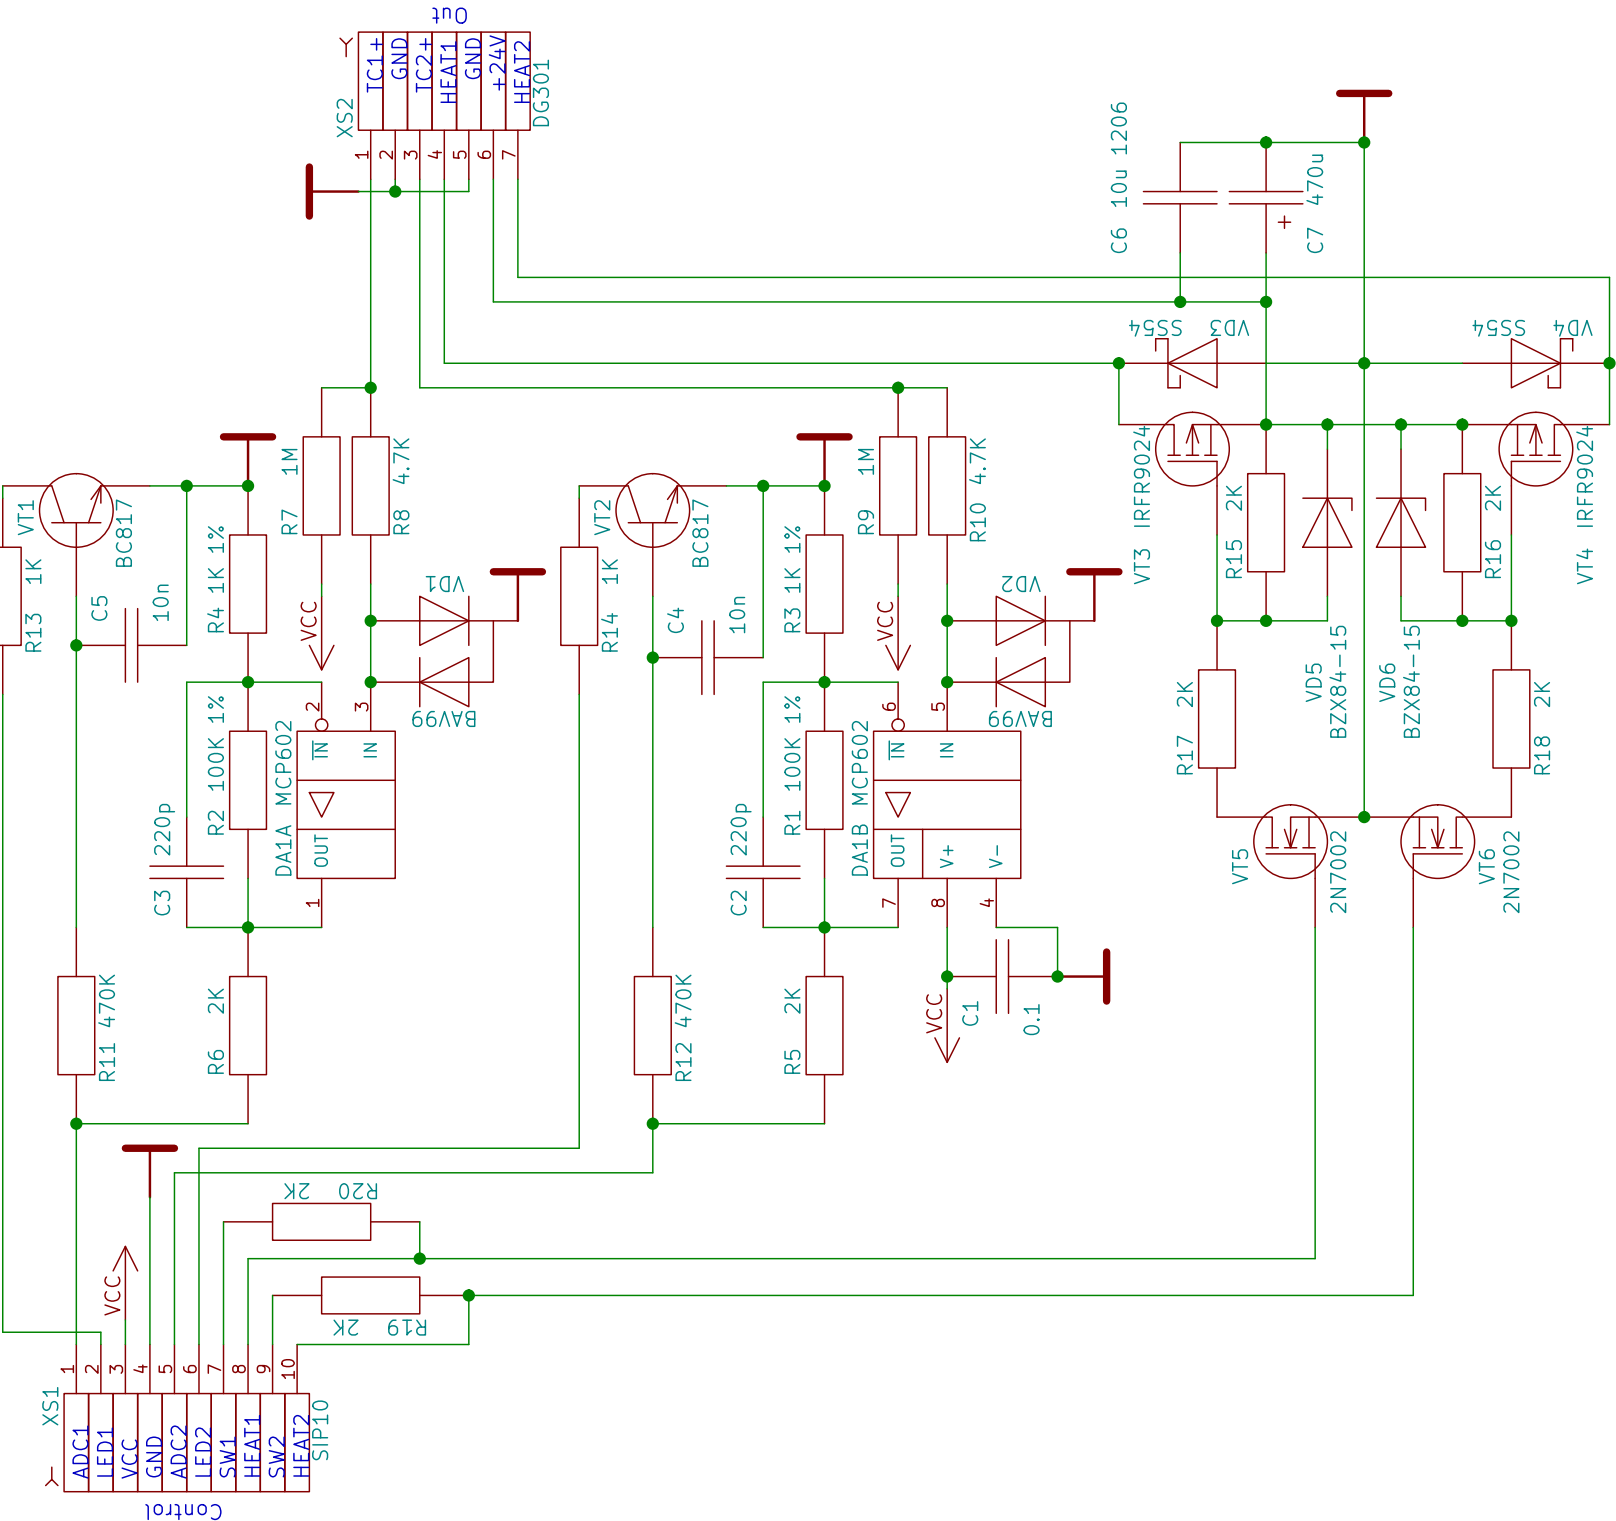 Out
Y
XS2
TC1+
GND
TC2+
HEAT1
GND
+24V
HEAT2
DG301
1
2
3
4
5
6
7
C6 10u 1206
C7 470u
+
SS54 VD3
SS54 VD4
VT3 IRFR9024
VT4 IRFR9024
R15 2K
R16 2K
VD5
BZX84-15
VD6
BZX84-15
R17 2K
R18 2K
VT5
2N7002
VT6
2N7002
VT1
BC817
R13 1K
C5
10n
R4 1K 1%
R7 1M
R8 4.7K
VCC
VD1
BAV99
R2 100K 1%
C3 220p
DA1A MCP602
2
3
IN
IN
OUT
1
R11 470K
R6 2K
VT2
BC817
R14 1K
C4
10n
R3 1K 1%
R9 1M
R10 4.7K
VCC
VD2
BAV99
R1 100K 1%
C2 220p
DA1B MCP602
6
5
IN
IN
OUT
V+
V-
7
8
4
VCC
C1
0.1
R12 470K
R5 2K
R20 2K
R19 2K
VCC
1
2
3
4
5
6
7
8
9
10
XS1
Y
ADC1
LED1
VCC
GND
ADC2
LED2
SW1
HEAT1
SW2
HEAT2
SIP10
Control